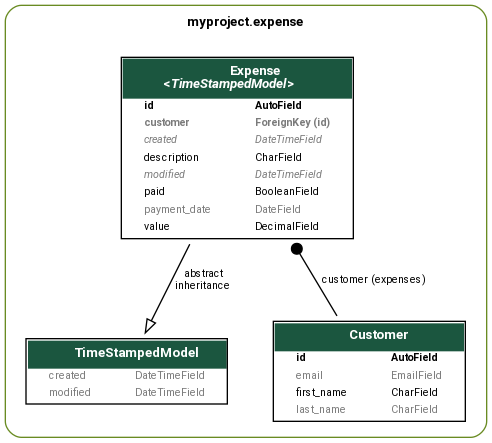 myproject.expense
Expense
<TimeStampedModel>
id AutoField
customer ForeignKey (id)
created DateTimeField
description CharField
modified DateTimeField
paid BooleanField
payment_date DateField
value DecimalField
abstract
inheritance
customer (expenses)
TimeStampedModel
created DateTimeField
modified DateTimeField
Customer
id AutoField
email EmailField
first_name CharField
last_name CharField